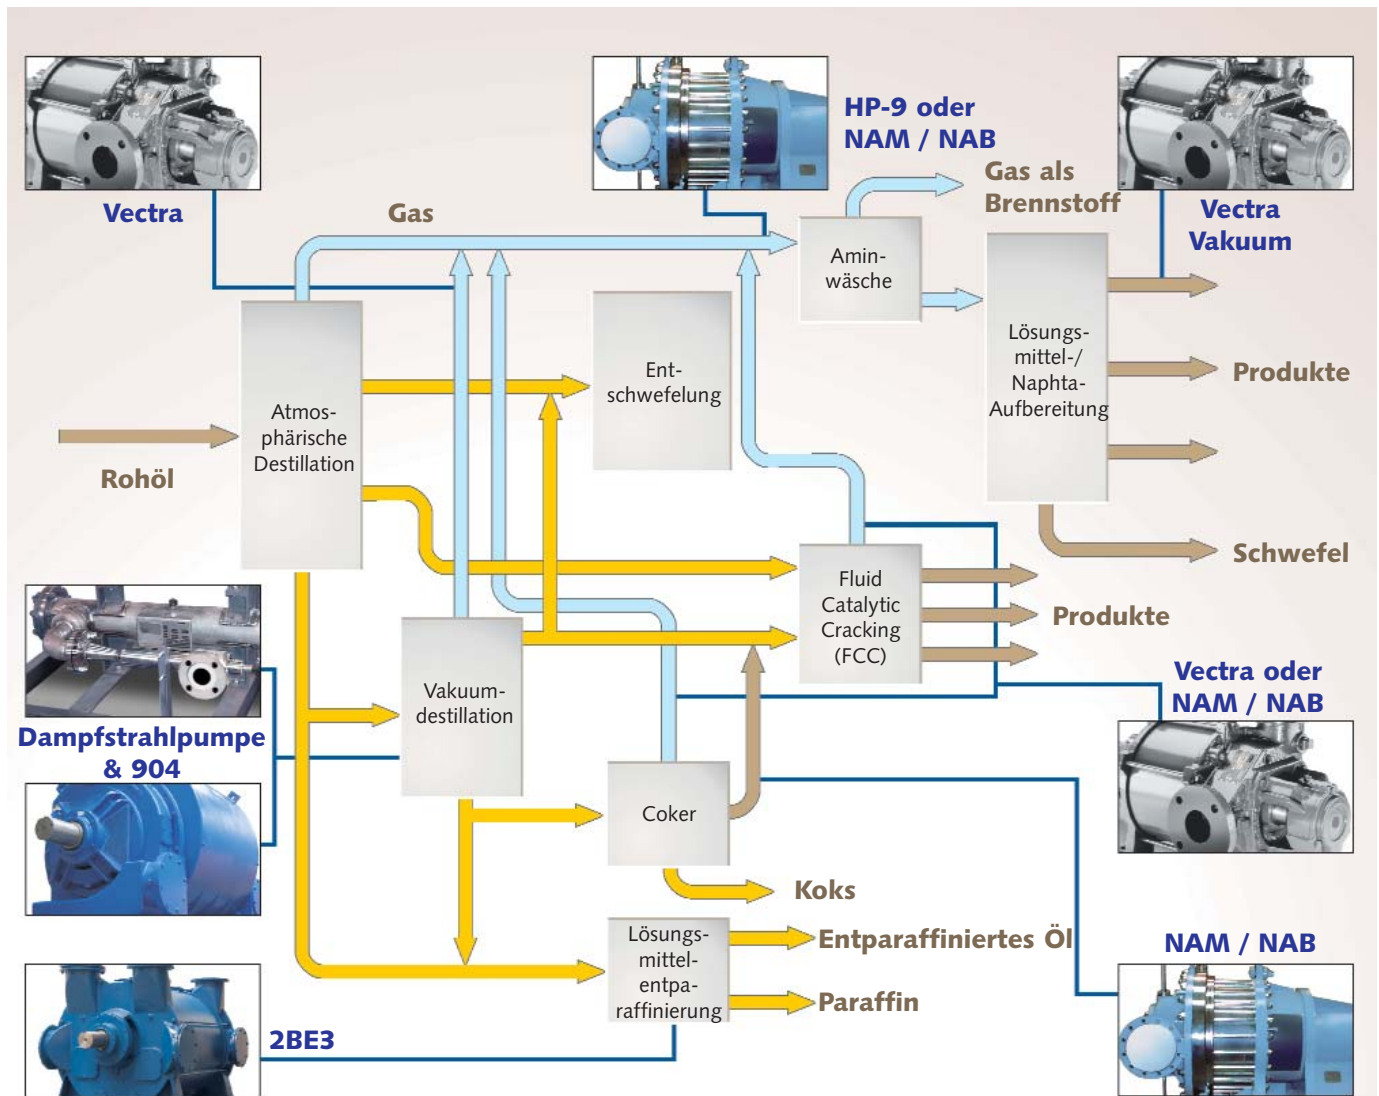 HP-9 oder
NAM / NAB
Vectra
Gas
Gas als
Brennstoff
Vectra
Vakuum
Amin-
wäsche
Lösungs-
mittel-/
Naphta-
Aufbereitung
Ent-
schwefelung
Produkte
Atmos-
phärische
Destillation
Rohöl
Schwefel
Fluid
Catalytic
Cracking
(FCC)
Produkte
Vakuum-
destillation
Vectra oder
NAM / NAB
Dampfstrahlpumpe
& 904
Coker
Koks
Lösungs-
mittel-
entpa-
raffinierung
Entparaffiniertes Öl
NAM / NAB
Paraffin
2BE3